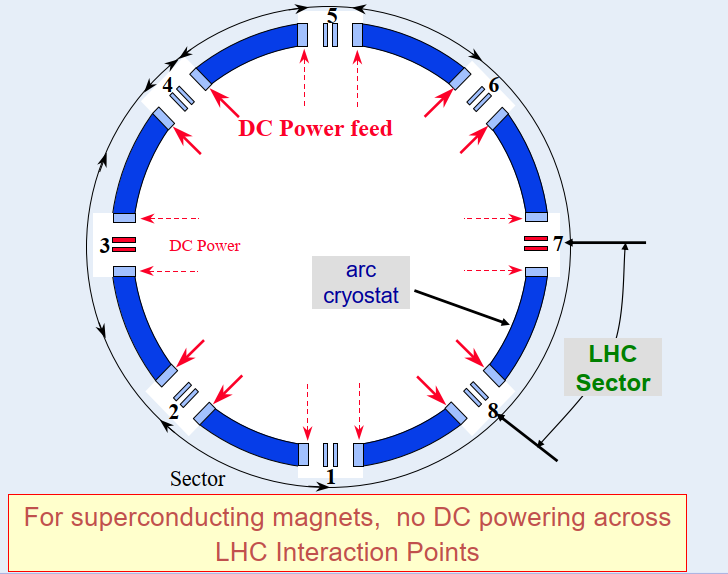 5
4
6
DC Power feed
3
DC Power
7
arc
cryostat
LHC
Sector
2
8
Sector
1
For superconducting magnets,  no DC powering across
LHC Interaction Points